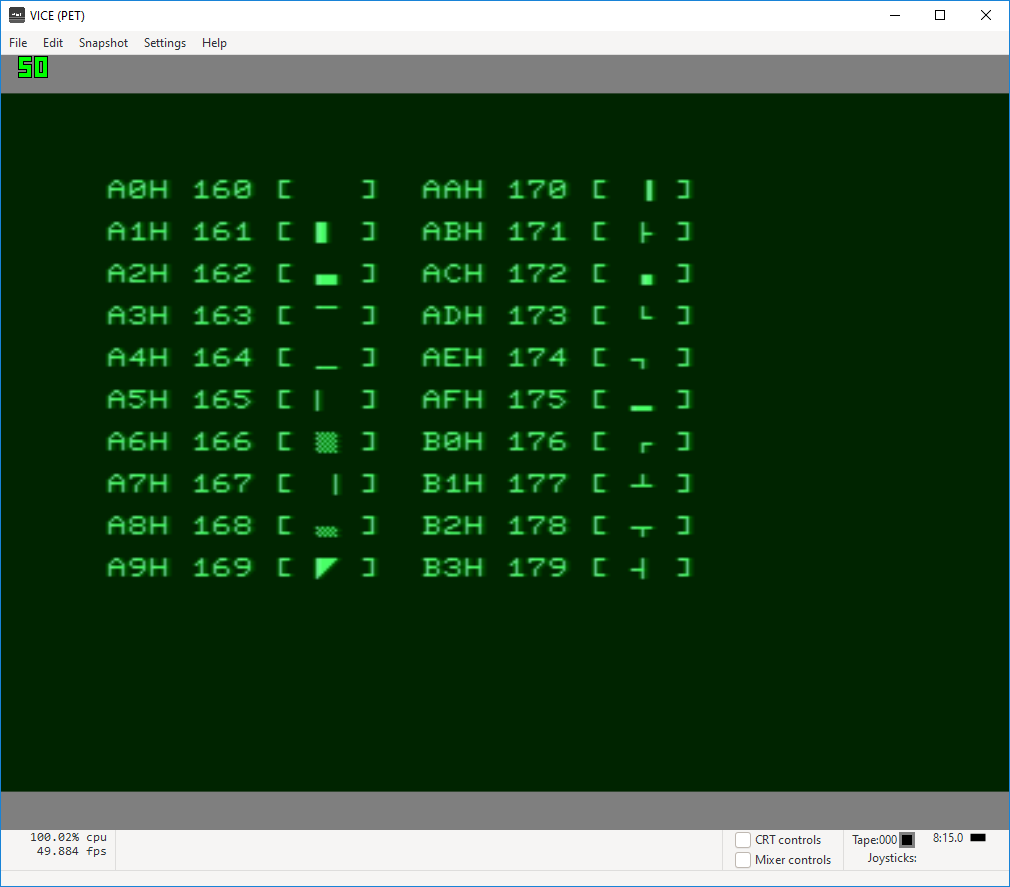 VICE (PET)
File Edit Snapshot Settings Help
50
A0H 160 [   ] AAH 170 [ ▐ ]
A1H 161 [ ▌ ] ABH 171 [ ├ ]
A2H 162 [ ▄ ] ACH 172 [ ▗ ]
A3H 163 [ ▔ ] ADH 173 [ └ ]
A4H 164 [ ▁ ] AEH 174 [ ┐ ]
A5H 165 [ ▏ ] AFH 175 [ ▂ ]
A6H 166 [ ▒ ] B0H 176 [ ┌ ]
A7H 167 [ ▕ ] B1H 177 [ ┴ ]
A8H 168 [ 🮏 ] B2H 178 [ ┬ ]
A9H 169 [ ◤ ] B3H 179 [ ┤ ]
100.02% cpu
49.884 fps
CRT controls
Mixer controls
Tape:000
Joysticks:
8:15.0